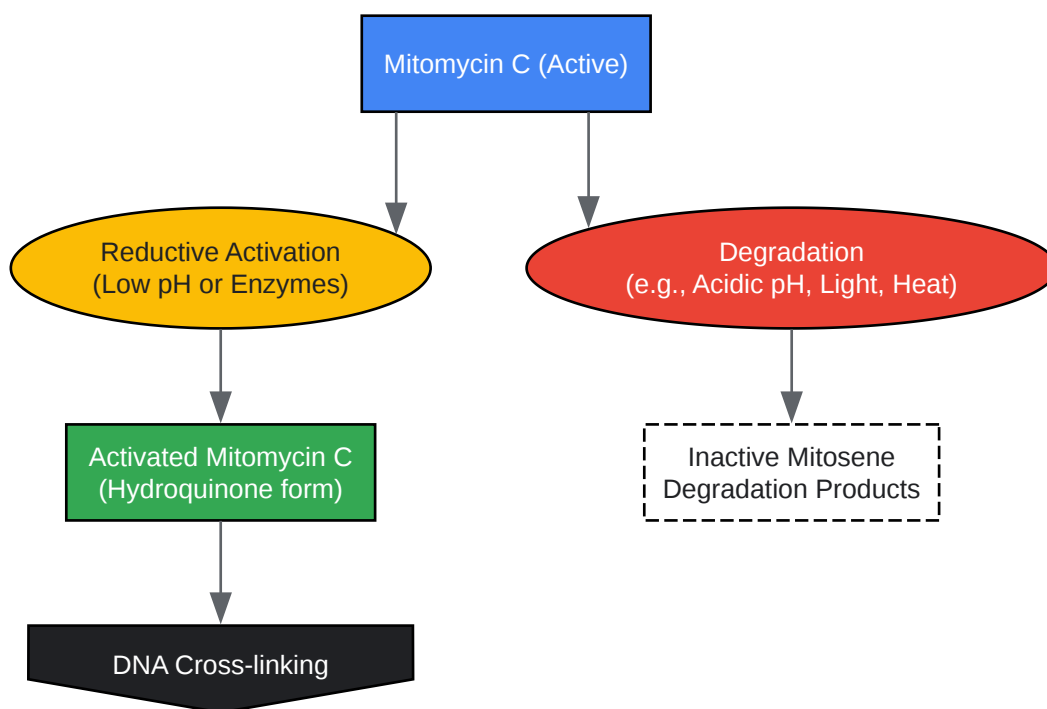 Mitomycin C (Active)
Reductive Activation
(Low pH or Enzymes)
Degradation
(e.g., Acidic pH, Light, Heat)
Activated Mitomycin C
(Hydroquinone form)
Inactive Mitosene
Degradation Products
DNA Cross-linking